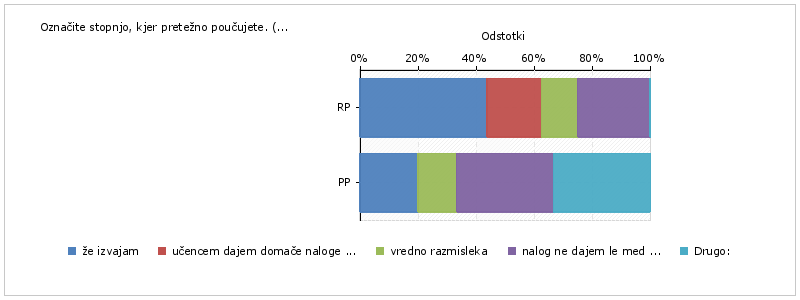 Označite stopnjo, kjer pretežno poučujete. (...
Odstotki
0% 20% 40% 60% 80% 100%
RP
PP
že izvajam učencem dajem domače naloge ... vredno razmisleka nalog ne dajem le med ... Drugo: